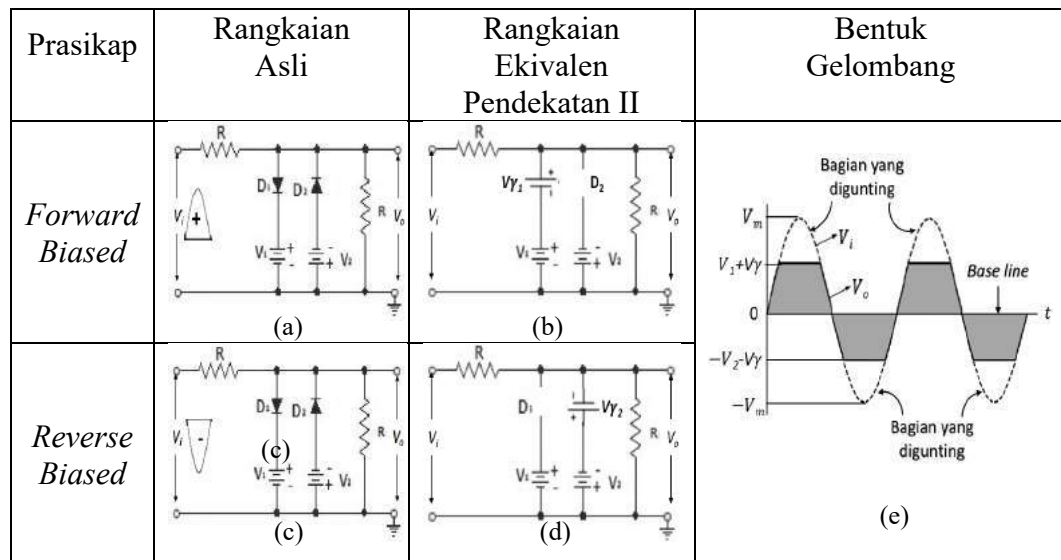 Prasikap
Rangkaian
Asli
Rangkaian
Ekivalen
Pendekatan II
Bentuk
Gelombang
Forward
Biased
R
Vi
+
D1
D2
V1
+
-
-
+
V2
R
Vo
(a)
R
Vi
Vγ1
+
D2
V1
+
-
-
+
V2
R
Vo
(b)
Bagian yang
digunting
Vm
Vi
V1+Vγ
Base line
Vo
0
t
-V2-Vγ
-Vm
Bagian yang
digunting
(e)
Reverse
Biased
R
Vi
-
D1
D2
(c)
V1
+
-
-
+
V2
R
Vo
(c)
R
Vi
D1
Vγ2
+
V1
+
-
-
+
V2
R
Vo
(d)